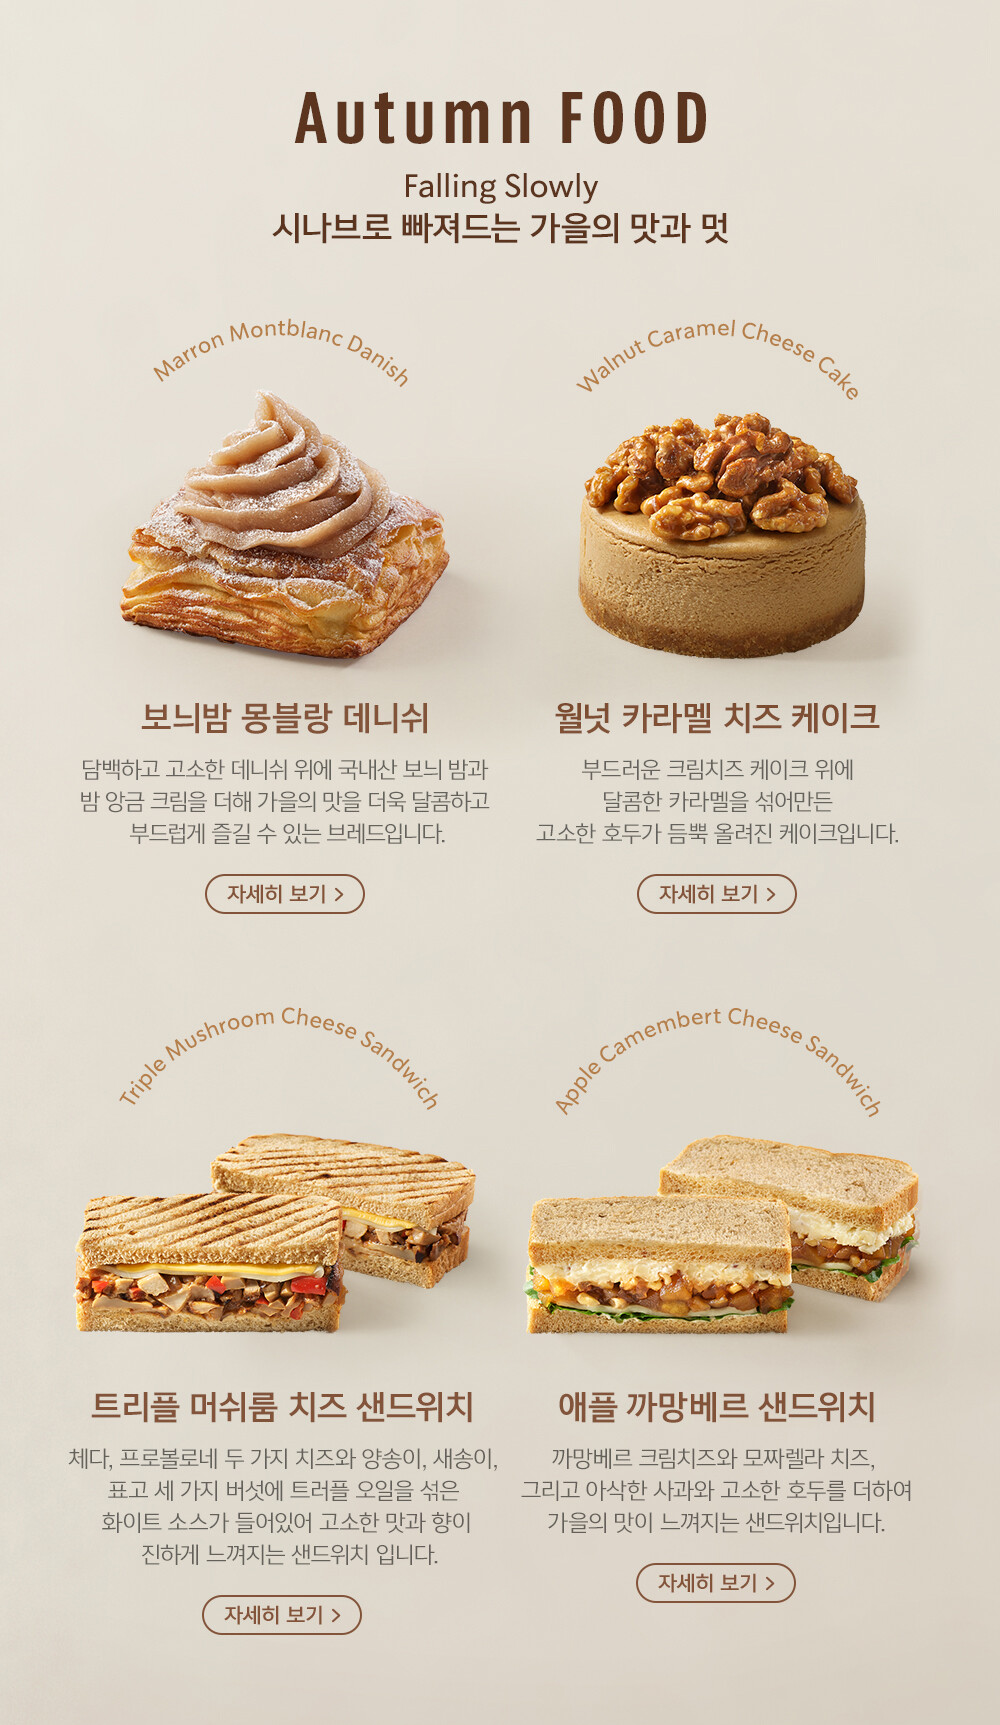 Autumn FOOD
Falling Slowly
시나브로 빠져드는 가을의 맛과 멋
Marron Montblanc Danish
Walnut Caramel Cheese Cake
보늬밤 몽블랑 데니쉬
담백하고 고소한 데니쉬 위에 국내산 보늬 밤과
밤 앙금 크림을 더해 가을의 맛을 더욱 달콤하고
부드럽게 즐길 수 있는 브레드입니다.
자세히 보기 >
월넛 카라멜 치즈 케이크
부드러운 크림치즈 케이크 위에
달콤한 카라멜을 섞어만든
고소한 호두가 듬뿍 올려진 케이크입니다.
자세히 보기 >
Triple Mushroom Cheese Sandwich
Apple Camembert Cheese Sandwich
트리플 머쉬룸 치즈 샌드위치
체다, 프로볼로네 두 가지 치즈와 양송이, 새송이,
표고 세 가지 버섯에 트러플 오일을 섞은
화이트 소스가 들어있어 고소한 맛과 향이
진하게 느껴지는 샌드위치 입니다.
자세히 보기 >
애플 까망베르 샌드위치
까망베르 크림치즈와 모짜렐라 치즈,
그리고 아삭한 사과와 고소한 호두를 더하여
가을의 맛이 느껴지는 샌드위치입니다.
자세히 보기 >